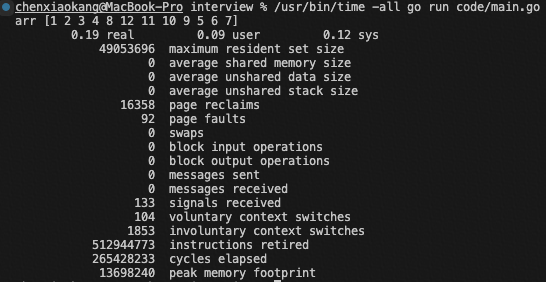 chenxiaokang@MacBook-Pro interview % /usr/bin/time -all go run code/main.go
arr [1 2 3 4 8 12 11 10 9 5 6 7]
0.19 real 0.09 user 0.12 sys
49053696 maximum resident set size
0 average shared memory size
0 average unshared data size
0 average unshared stack size
16358 page reclaims
92 page faults
0 swaps
0 block input operations
0 block output operations
0 messages sent
0 messages received
133 signals received
104 voluntary context switches
1853 involuntary context switches
512944773 instructions retired
265428233 cycles elapsed
13698240 peak memory footprint